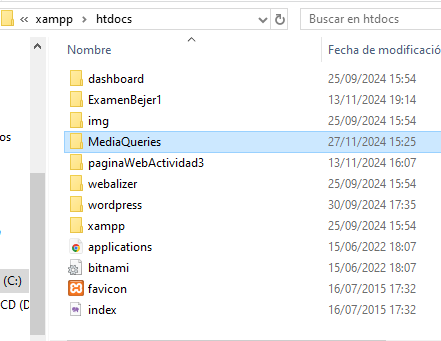 « xampp > htdocs
Buscar en htdocs
Nombre Fecha de modificació
dashboard 25/09/2024 15:54
ExamenBejer1 13/11/2024 19:14
img 25/09/2024 15:54
os
MediaQueries 27/11/2024 15:25
paginaWebActividad3 13/11/2024 16:07
webalizer 25/09/2024 15:54
wordpress 30/09/2024 17:35
xampp 25/09/2024 15:54
applications 15/06/2022 18:07
bitnami 15/06/2022 18:07
(C:)
favicon 16/07/2015 17:32
CD (D
index 16/07/2015 17:32